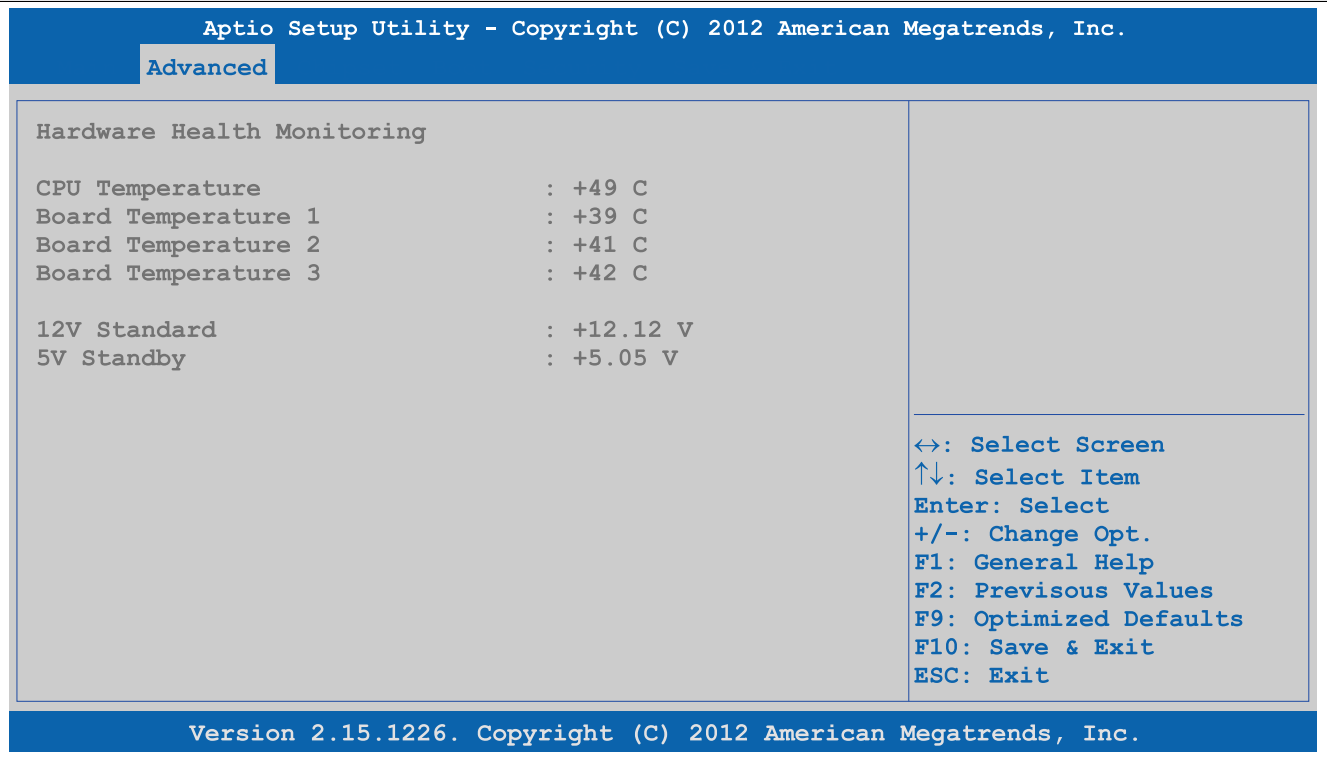 Aptio Setup Utility - Copyright (C) 2012 American Megatrends, Inc.
Advanced
Hardware Health Monitoring
CPU Temperature : +49 C
Board Temperature 1 : +39 C
Board Temperature 2 : +41 C
Board Temperature 3 : +42 C
12V Standard : +12.12 V
5V Standby : +5.05 V
↔: Select Screen
↑↓: Select Item
Enter: Select
+/-: Change Opt.
F1: General Help
F2: Previsous Values
F9: Optimized Defaults
F10: Save & Exit
ESC: Exit
Version 2.15.1226. Copyright (C) 2012 American Megatrends, Inc.